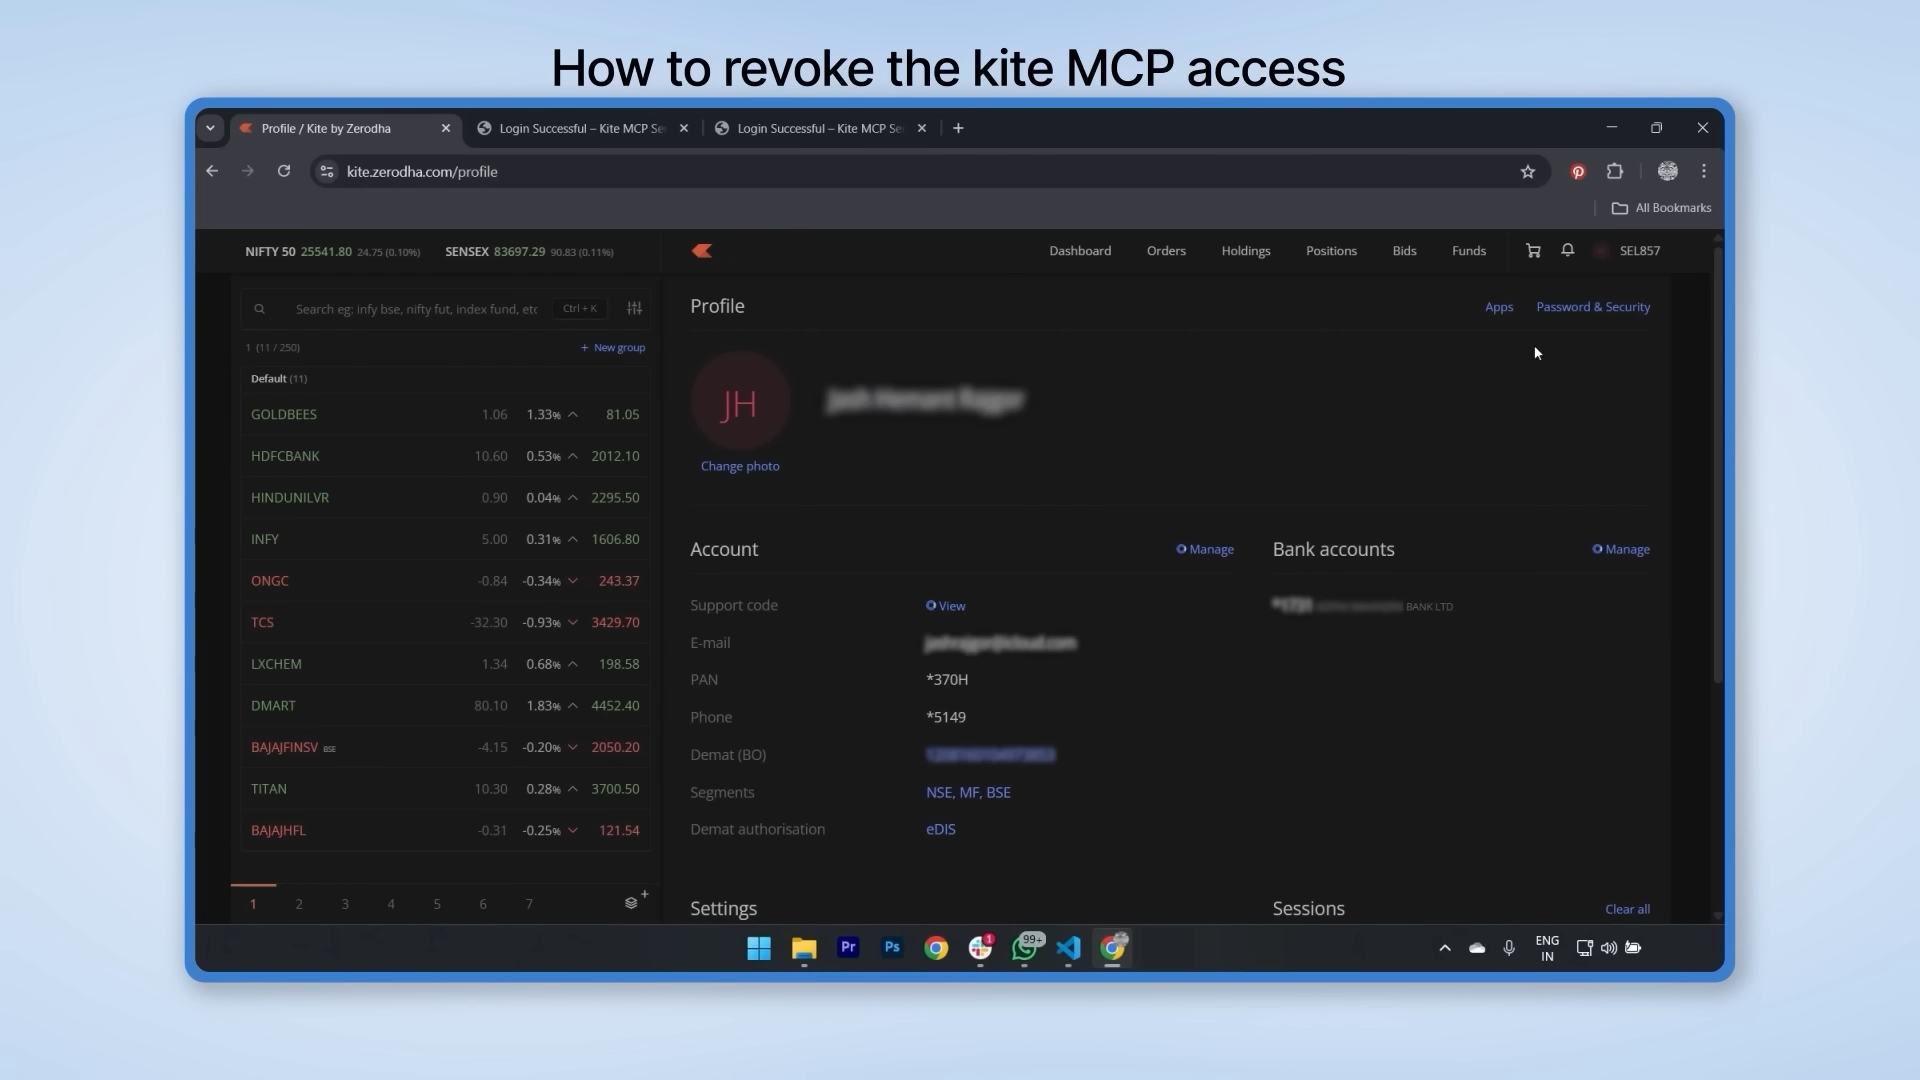 How to revoke the kite MCP access
Profile / Kite by Zerodha
Login Successful – Kite MCP Se
Login Successful – Kite MCP Se
kite.zerodha.com/profile
All Bookmarks
NIFTY 50 25541.80 24.75 (0.10%) SENSEX 83697.29 90.83 (0.11%)
Dashboard Orders Holdings Positions Bids Funds SEL857
Search eg: infy bse, nifty fut, index fund, etc Ctrl + K
1 (11 / 250) + New group
Default (11)
GOLDBEES 1.06 1.33% 81.05
HDFCBANK 10.60 0.53% 2012.10
HINDUNILVR 0.90 0.04% 2295.50
INFY 5.00 0.31% 1606.80
ONGC -0.84 -0.34% 243.37
TCS -32.30 -0.93% 3429.70
LXCHEM 1.34 0.68% 198.58
DMART 80.10 1.83% 4452.40
BAJAJFINSV BSE -4.15 -0.20% 2050.20
TITAN 10.30 0.28% 3700.50
BAJAJHFL -0.31 -0.25% 121.54
1 2 3 4 5 6 7
Profile Apps Password & Security
JH
Change photo
Account Manage
Support code View
E-mail
PAN *370H
Phone *5149
Demat (BO)
Segments NSE, MF, BSE
Demat authorisation eDIS
Bank accounts Manage
BANK LTD
Settings
Sessions Clear all
Pr
Ps
1
99+
ENG
IN